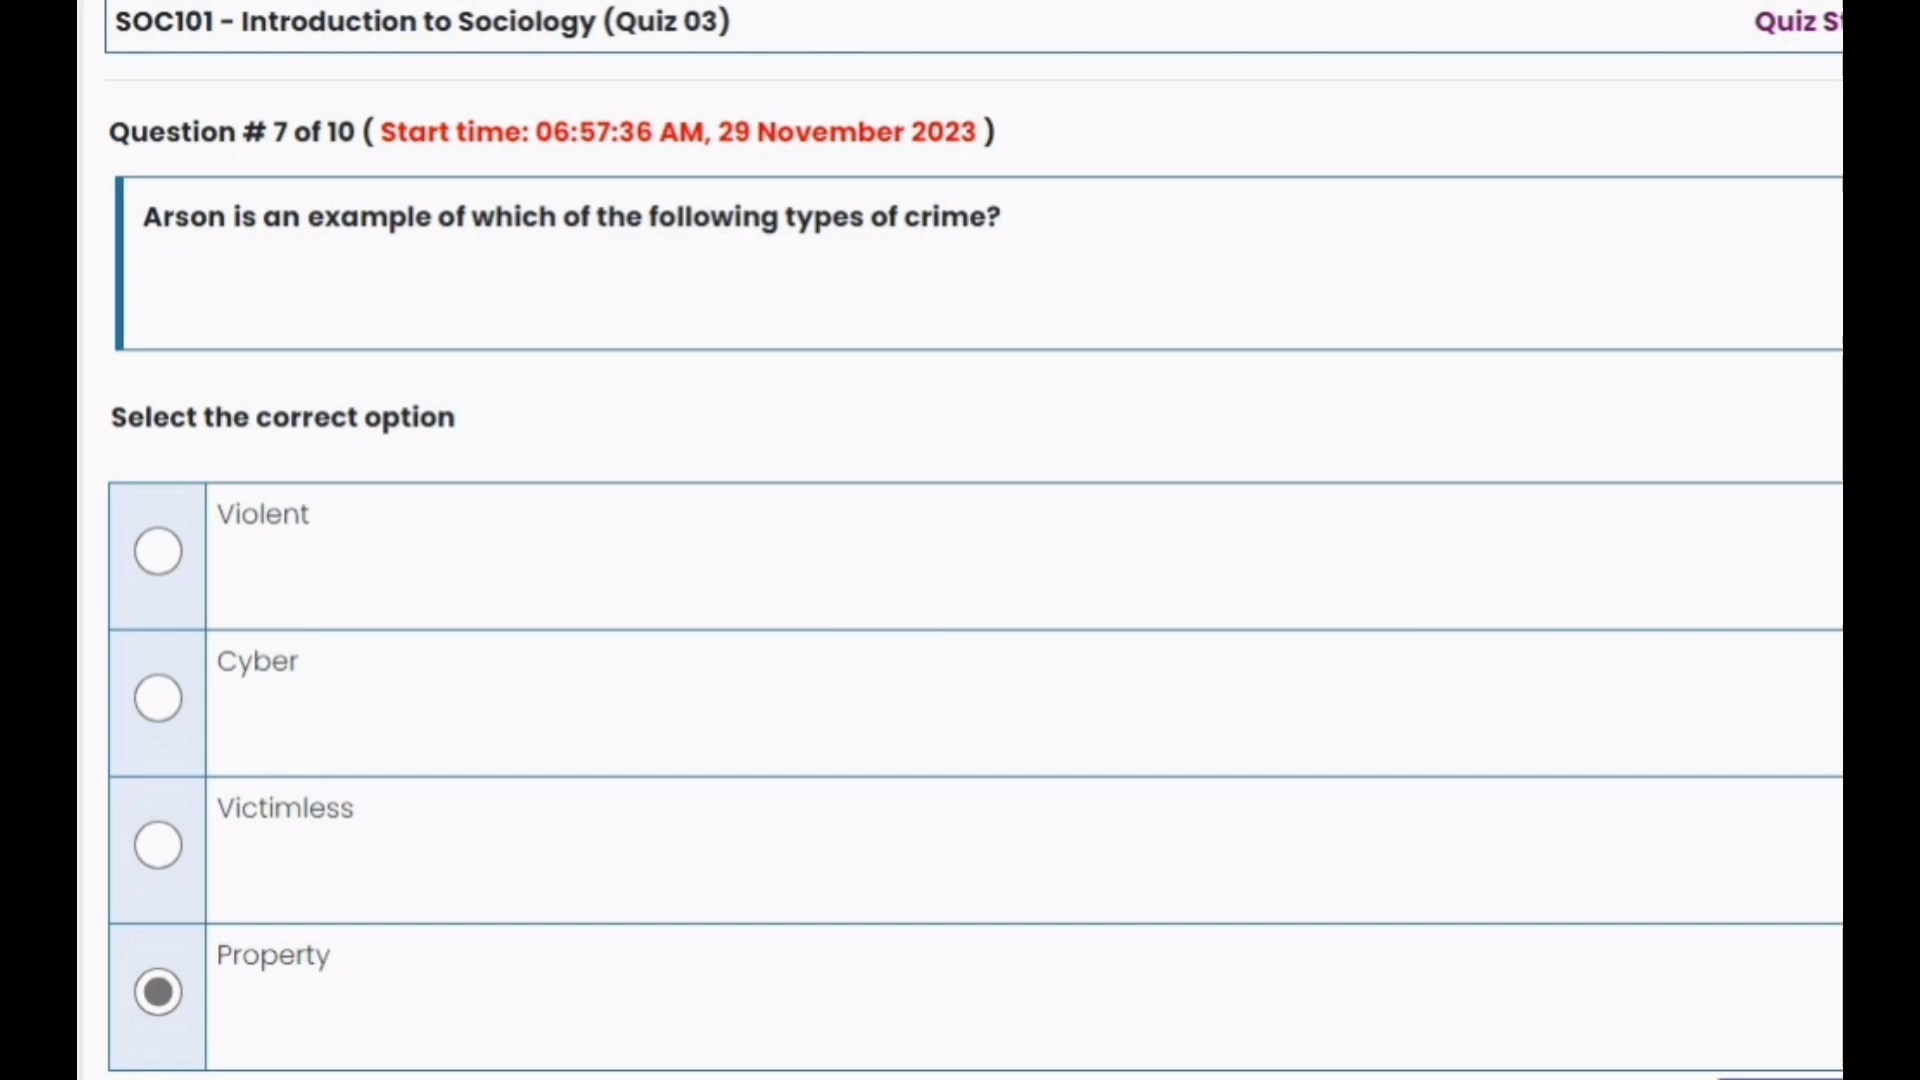 SOC101 - Introduction to Sociology (Quiz 03)
Quiz
Question # 7 of 10 ( Start time: 06:57:36 AM, 29 November 2023 )
Arson is an example of which of the following types of crime?
Select the correct option
Violent
Cyber
Victimless
Property